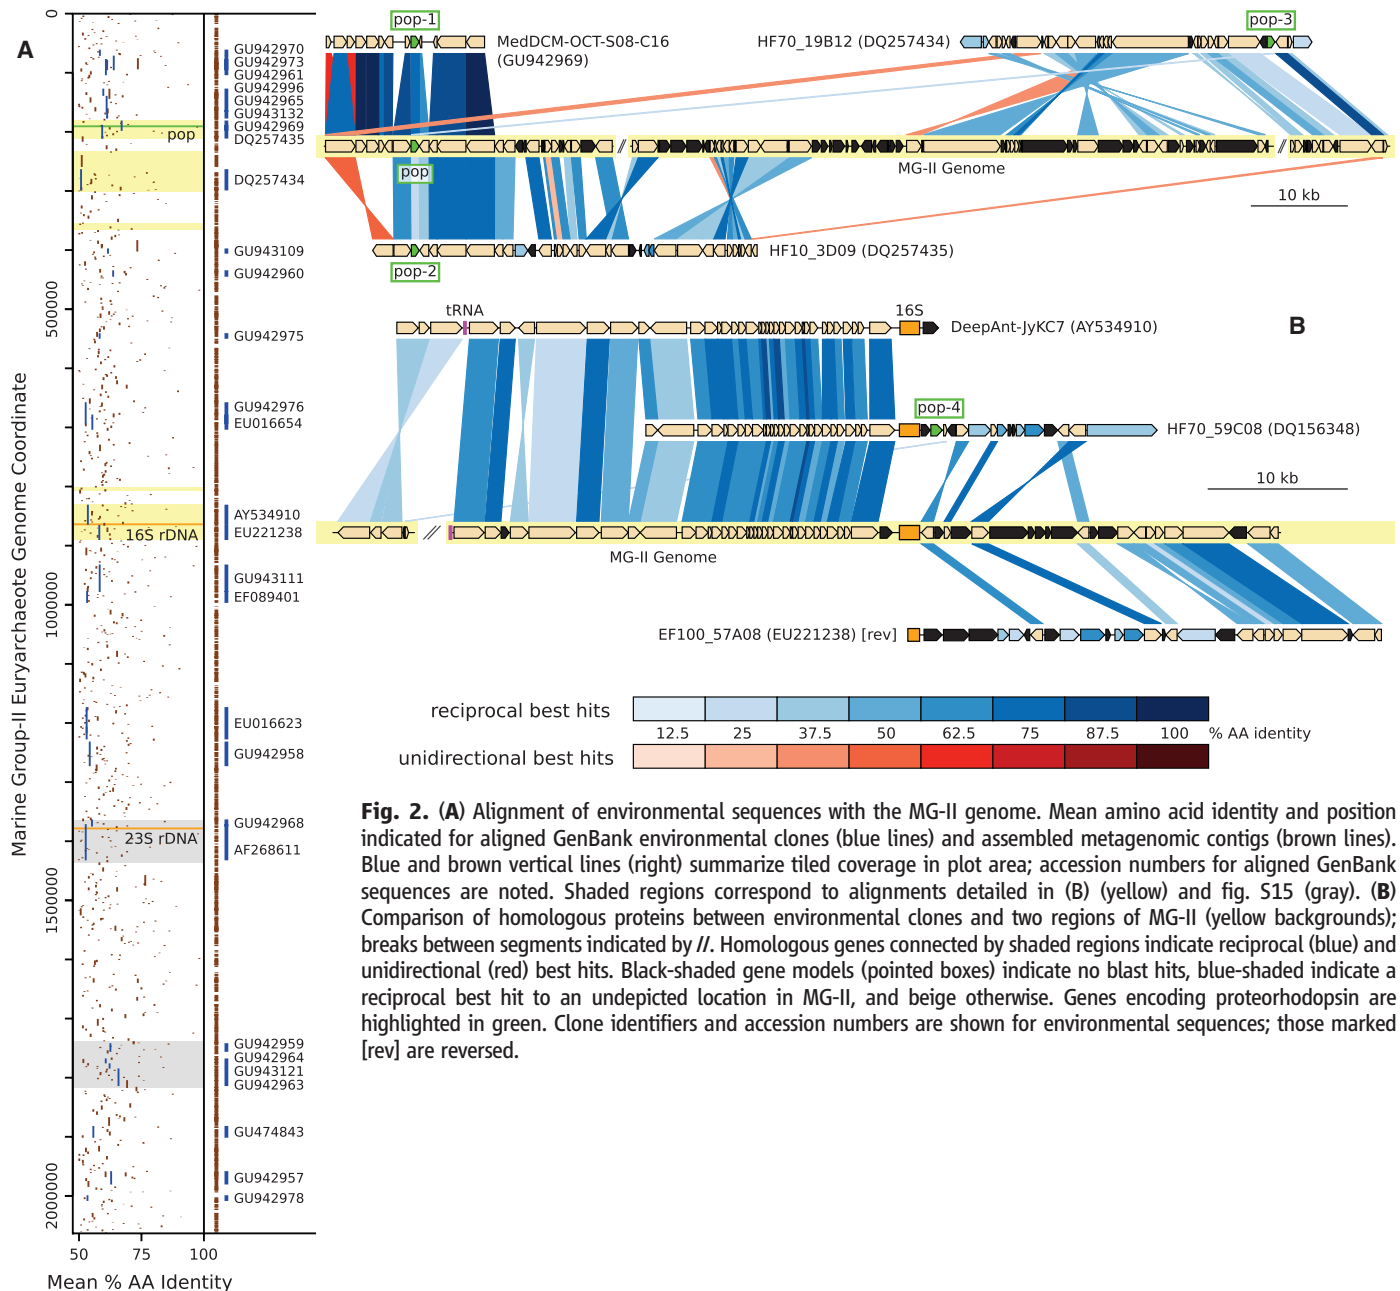 A
0
500000
1000000
1500000
2000000
Marine Group-II Euryarchaeote Genome Coordinate
GU942970
GU942973
GU942961
GU942996
GU942965
GU943132
GU942969
pop
DQ257435
DQ257434
GU943109
GU942960
GU942975
GU942976
EU016654
AY534910
16S rDNA
EU221238
GU943111
EF089401
EU016623
GU942958
GU942968
23S rDNA
AF268611
GU942959
GU942964
GU943121
GU942963
GU474843
GU942957
GU942978
50 75 100
Mean % AA Identity
pop-1
pop-3
MedDCM-OCT-S08-C16
(GU942969)
HF70_19B12 (DQ257434)
//
//
pop
MG-II Genome
10 kb
HF10_3D09 (DQ257435)
pop-2
tRNA
16S
DeepAnt-JyKC7 (AY534910)
B
pop-4
HF70_59C08 (DQ156348)
10 kb
//
MG-II Genome
EF100_57A08 (EU221238) [rev]
reciprocal best hits
12.5 25 37.5 50 62.5 75 87.5 100 % AA identity
unidirectional best hits
Fig. 2. (A) Alignment of environmental sequences with the MG-II genome. Mean amino acid identity and position
indicated for aligned GenBank environmental clones (blue lines) and assembled metagenomic contigs (brown lines).
Blue and brown vertical lines (right) summarize tiled coverage in plot area; accession numbers for aligned GenBank
sequences are noted. Shaded regions correspond to alignments detailed in (B) (yellow) and fig. S15 (gray). (B)
Comparison of homologous proteins between environmental clones and two regions of MG-II (yellow backgrounds);
breaks between segments indicated by //. Homologous genes connected by shaded regions indicate reciprocal (blue) and
unidirectional (red) best hits. Black-shaded gene models (pointed boxes) indicate no blast hits, blue-shaded indicate a
reciprocal best hit to an undepicted location in MG-II, and beige otherwise. Genes encoding proteorhodopsin are
highlighted in green. Clone identifiers and accession numbers are shown for environmental sequences; those marked
[rev] are reversed.